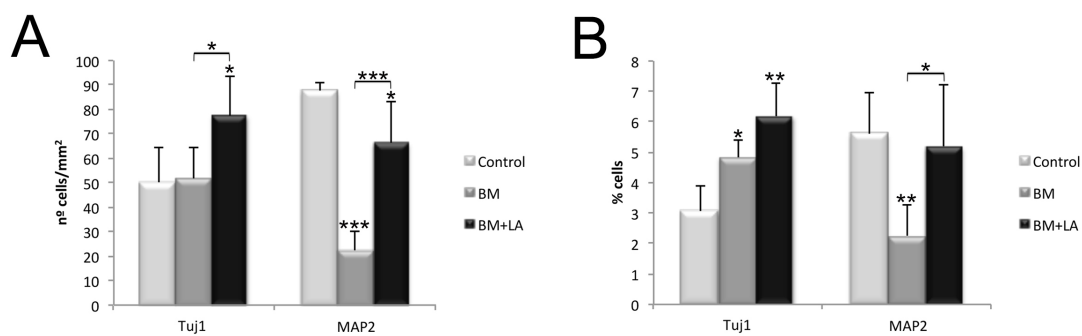 A
B
nº cells/mm²
100
90
80
70
60
50
40
30
20
10
0
*
*
***
***
*
Tuj1
MAP2
Control
BM
BM+LA
% cells
8
7
6
5
4
3
2
1
0
*
**
**
*
Tuj1
MAP2
Control
BM
BM+LA